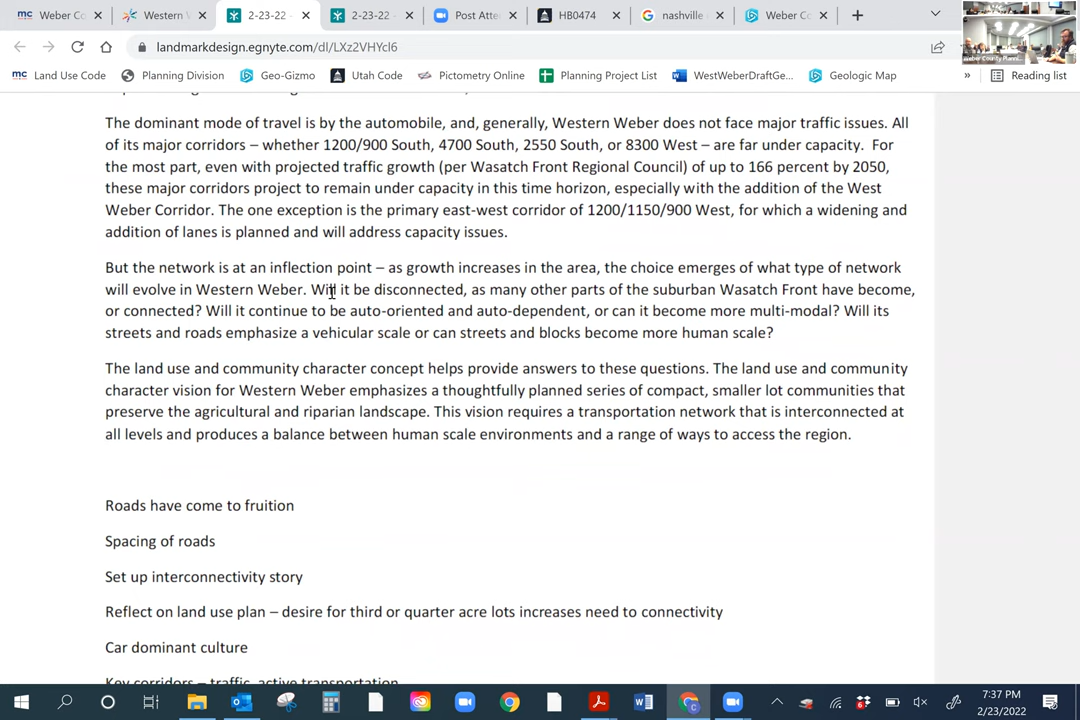 Weber Co
Western V
2-23-22 -
2-23-22 -
Post Atte
HB0474
nashville
Weber Co
landmarkdesign.egnyte.com/dl/LXz2VHYcl6
mc Land Use Code
Planning Division
Geo-Gizmo
Utah Code
Pictometry Online
Planning Project List
WestWeberDraftGe...
Geologic Map
»
Reading list
The dominant mode of travel is by the automobile, and, generally, Western Weber does not face major traffic issues. All
of its major corridors – whether 1200/900 South, 4700 South, 2550 South, or 8300 West – are far under capacity. For
the most part, even with projected traffic growth (per Wasatch Front Regional Council) of up to 166 percent by 2050,
these major corridors project to remain under capacity in this time horizon, especially with the addition of the West
Weber Corridor. The one exception is the primary east-west corridor of 1200/1150/900 West, for which a widening and
addition of lanes is planned and will address capacity issues.
But the network is at an inflection point – as growth increases in the area, the choice emerges of what type of network
will evolve in Western Weber. Will it be disconnected, as many other parts of the suburban Wasatch Front have become,
or connected? Will it continue to be auto-oriented and auto-dependent, or can it become more multi-modal? Will its
streets and roads emphasize a vehicular scale or can streets and blocks become more human scale?
The land use and community character concept helps provide answers to these questions. The land use and community
character vision for Western Weber emphasizes a thoughtfully planned series of compact, smaller lot communities that
preserve the agricultural and riparian landscape. This vision requires a transportation network that is interconnected at
all levels and produces a balance between human scale environments and a range of ways to access the region.
Roads have come to fruition
Spacing of roads
Set up interconnectivity story
Reflect on land use plan – desire for third or quarter acre lots increases need to connectivity
Car dominant culture
Key corridors – traffic, active transportation
7:37 PM
2/23/2022